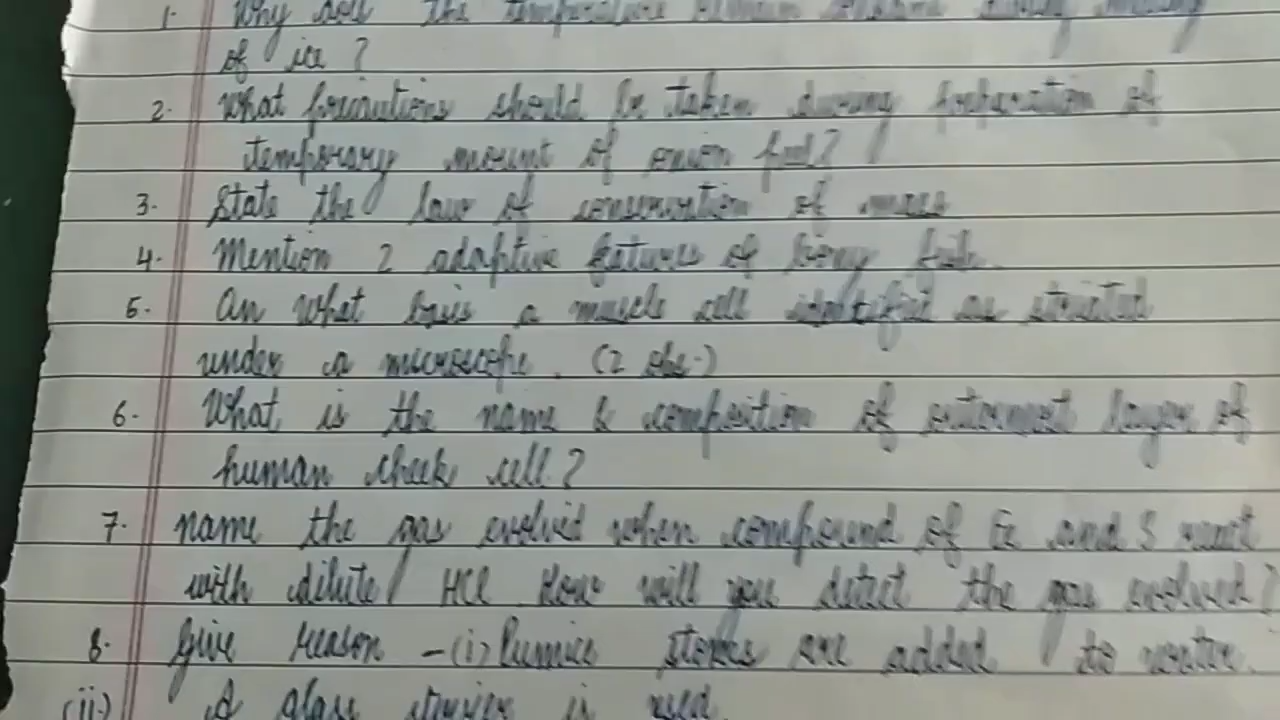 1. Why does the temperature remain constant during melting
of ice ?
2. What precautions should be taken during preparation of
temporary mount of onion peel?
3. State the law of conservation of mass
4. Mention 2 adaptive fetures of bony fish.
5. On what basis a muscle cell identified as striated
under a microscope. (2 obs.)
6. What is the name & composition of outermost layer of
human cheek cell?
7. name the gas evolved when compound of Fe and S react
with dilute HCl How will you detect the gas evolved?
8. Give reason - (i) Pumice stones are added to water.
(ii) A glass stirrer is used.